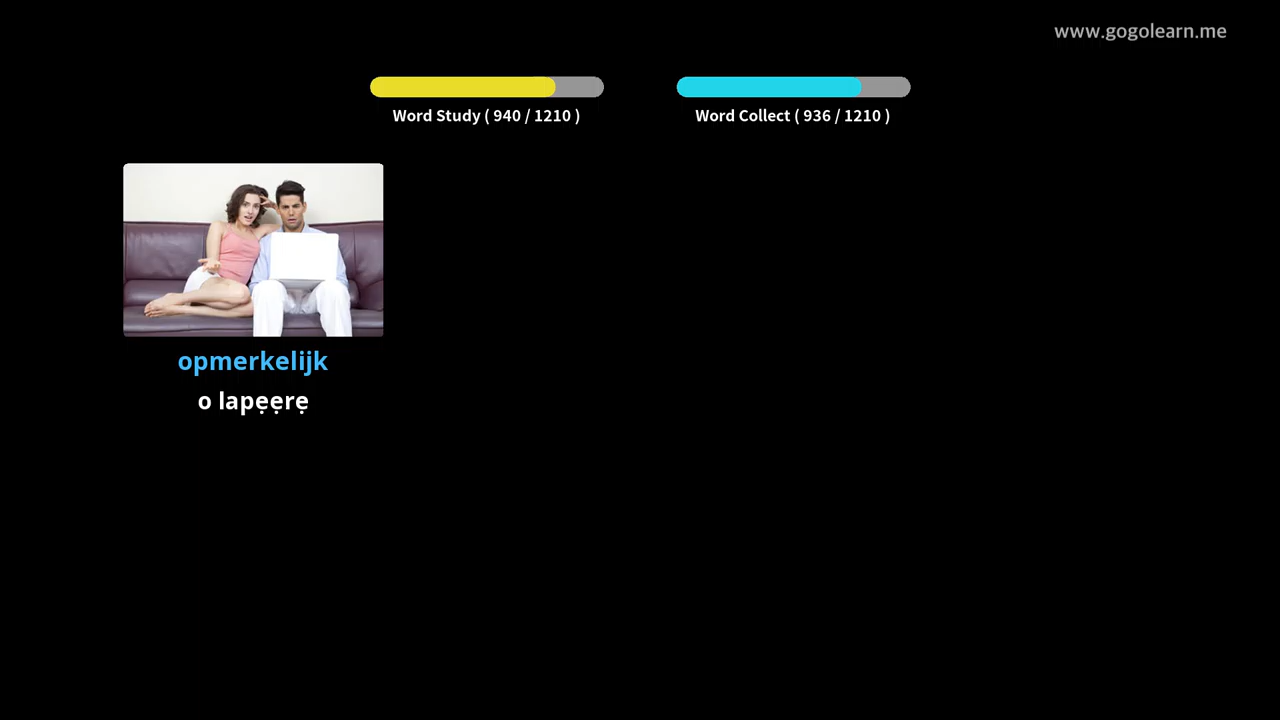 www.gogolearn.me
Word Study ( 940 / 1210 )
Word Collect ( 936 / 1210 )
opmerkelijk
o lapẹẹrẹ